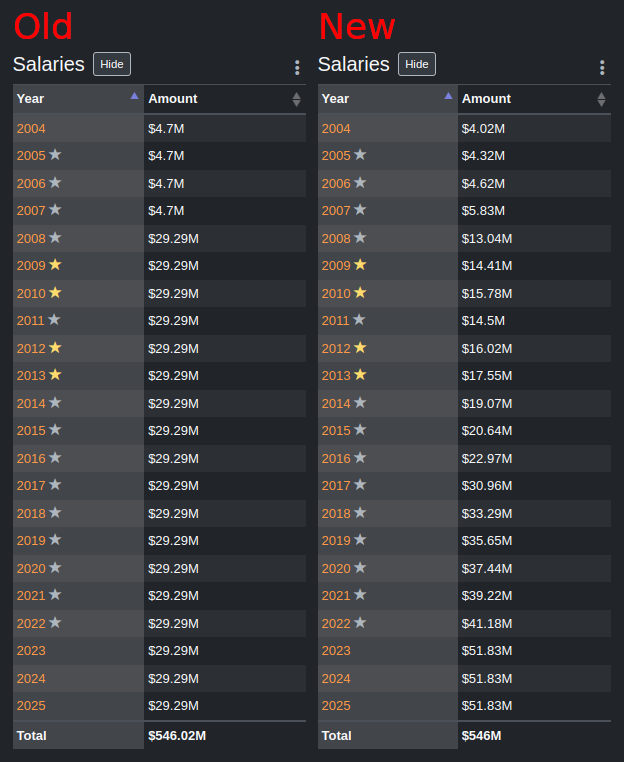 Old New
Salaries Hide Salaries Hide
Year Amount Year Amount
2004 $4.7M 2004 $4.02M
2005 $4.7M 2005 $4.32M
2006 $4.7M 2006 $4.62M
2007 $4.7M 2007 $5.83M
2008 $29.29M 2008 $13.04M
2009 $29.29M 2009 $14.41M
2010 $29.29M 2010 $15.78M
2011 $29.29M 2011 $14.5M
2012 $29.29M 2012 $16.02M
2013 $29.29M 2013 $17.55M
2014 $29.29M 2014 $19.07M
2015 $29.29M 2015 $20.64M
2016 $29.29M 2016 $22.97M
2017 $29.29M 2017 $30.96M
2018 $29.29M 2018 $33.29M
2019 $29.29M 2019 $35.65M
2020 $29.29M 2020 $37.44M
2021 $29.29M 2021 $39.22M
2022 $29.29M 2022 $41.18M
2023 $29.29M 2023 $51.83M
2024 $29.29M 2024 $51.83M
2025 $29.29M 2025 $51.83M
Total $546.02M Total $546M